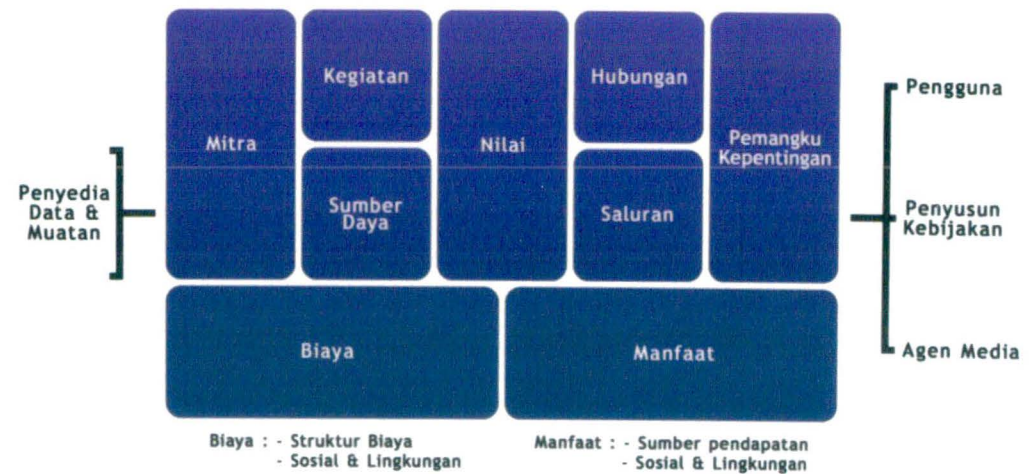 Penyedia
Data &
Muatan
Mitra
Kegiatan
Sumber
Daya
Nilai
Hubungan
Saluran
Pemangku
Kepentingan
Pengguna
Penyusun
Kebijakan
Agen Media
Biaya
Manfaat
Biaya : - Struktur Biaya
- Sosial & Lingkungan
Manfaat : - Sumber pendapatan
- Sosial & Lingkungan